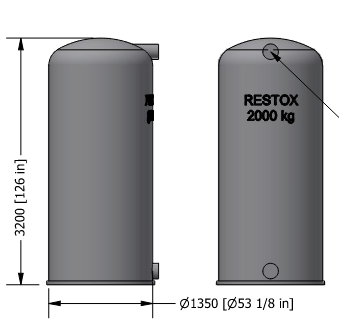 RESTOX
2000 kg
3200 [126 in]
Ø1350 [Ø53 1/8 in]